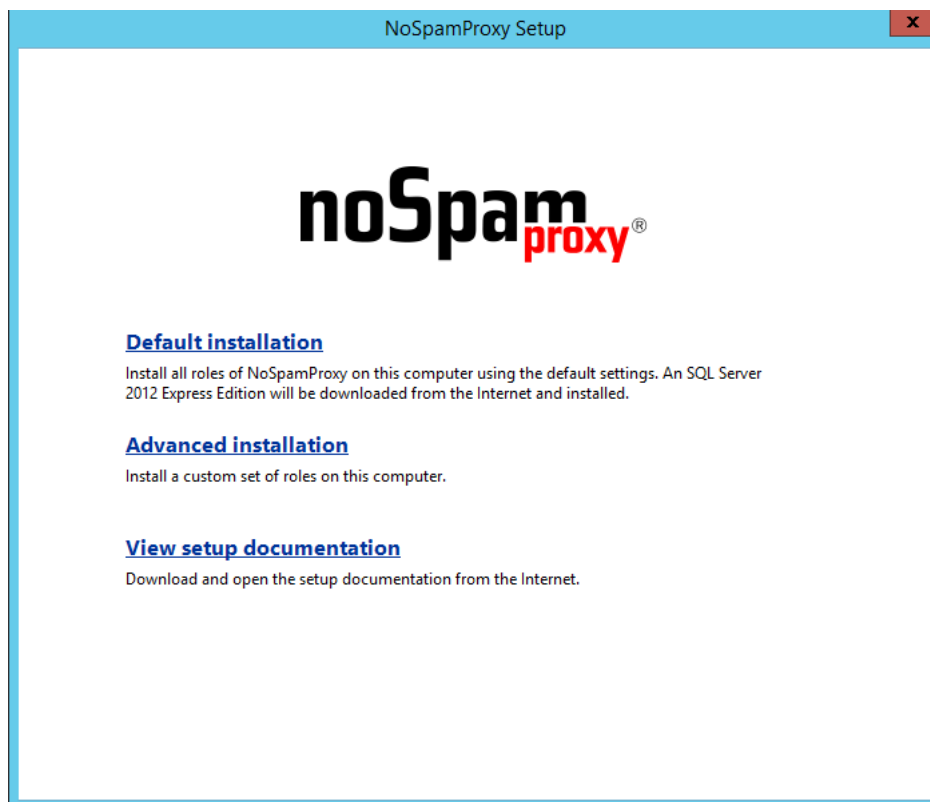 NoSpamProxy Setup
x
noSpam
proxy®
Default installation
Install all roles of NoSpamProxy on this computer using the default settings. An SQL Server
2012 Express Edition will be downloaded from the Internet and installed.
Advanced installation
Install a custom set of roles on this computer.
View setup documentation
Download and open the setup documentation from the Internet.